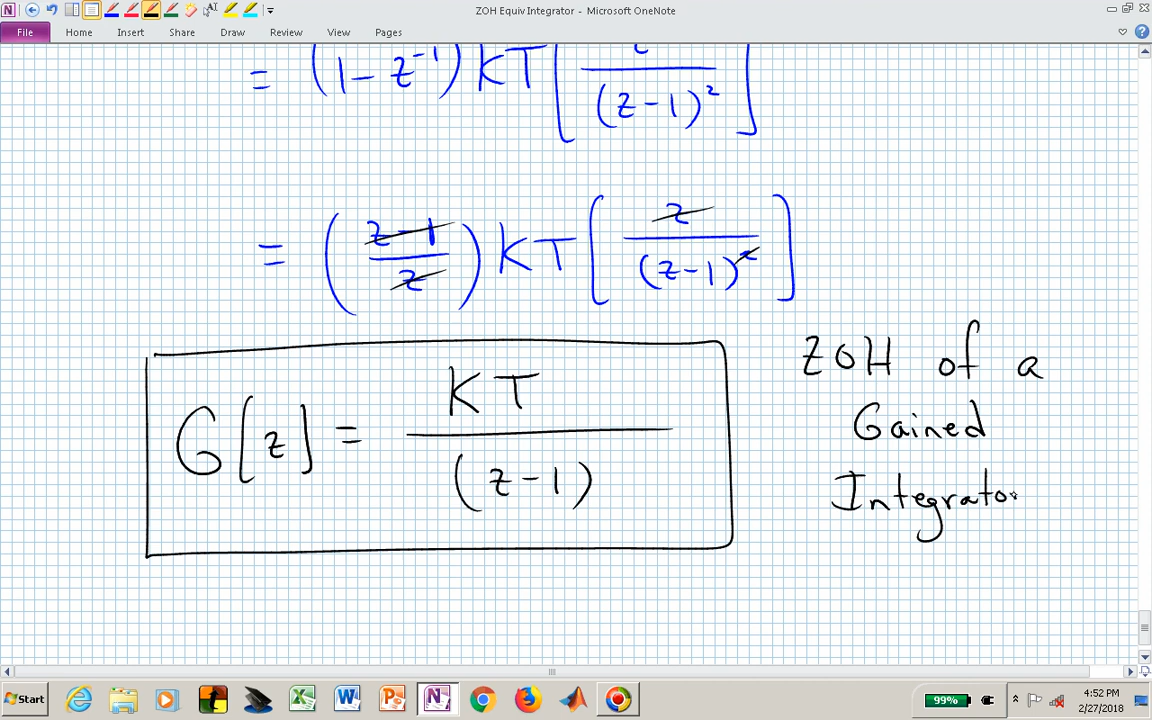 ZOH Equiv Integrator - Microsoft OneNote
File Home Insert Share Draw Review View Pages
= (1 - z⁻¹) KT [ z / (z-1)² ]
= ( z-1 / z ) KT [ z / (z-1)² ]
G[z] = KT / (z-1)
ZOH of a
Gained
Integrato
Start
99%
4:52 PM
2/27/2018